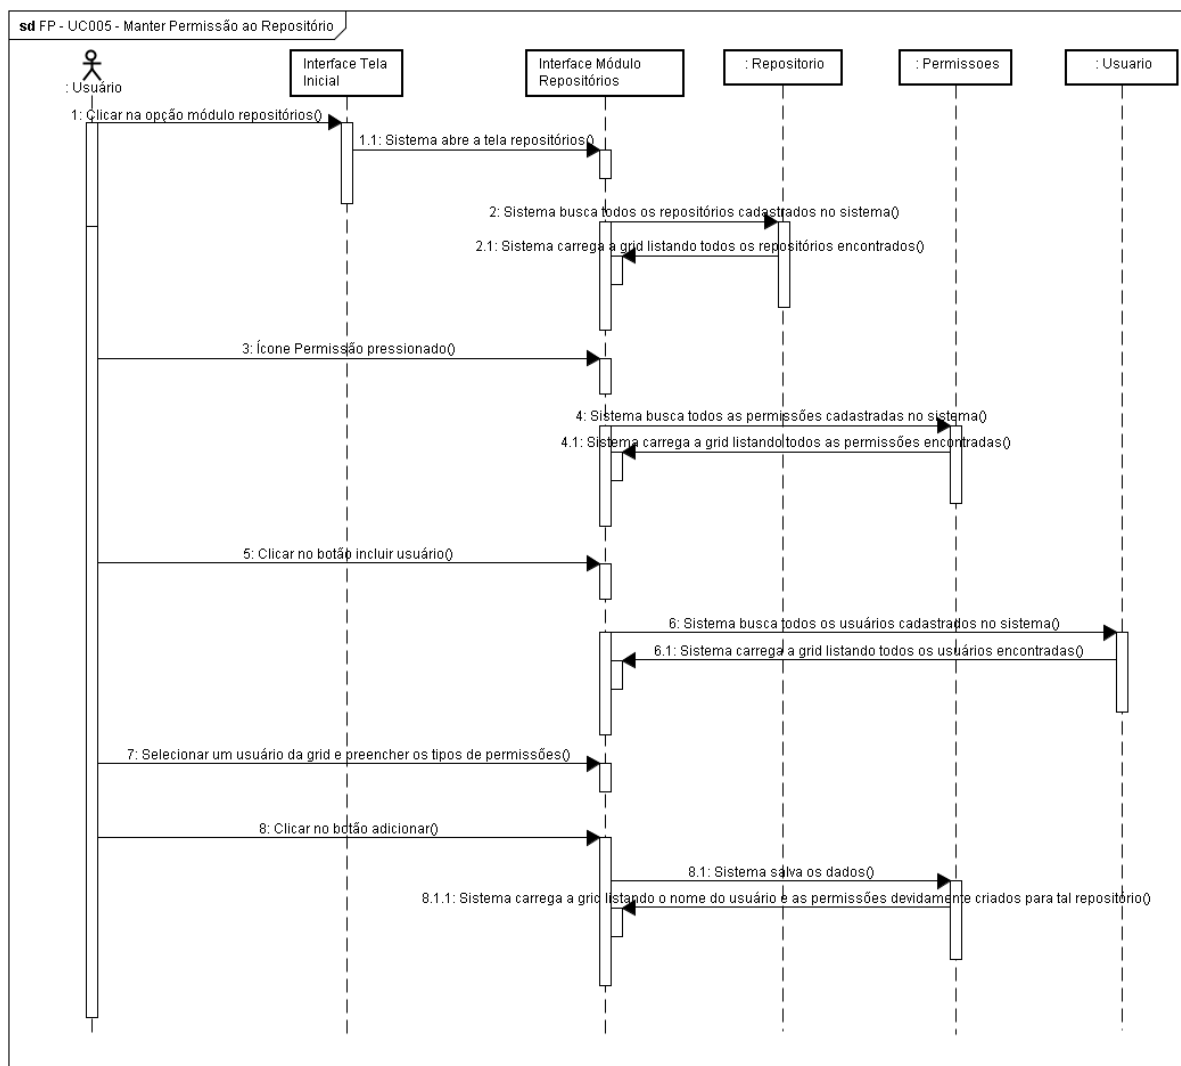 sd FP - UC005 - Manter Permissão ao Repositório
: Usuário
Interface Tela
Inicial
Interface Módulo
Repositórios
: Repositorio
: Permissoes
: Usuario
1: Clicar na opção módulo repositórios()
1.1: Sistema abre a tela repositórios()
2: Sistema busca todos os repositórios cadastrados no sistema()
2.1: Sistema carrega a grid listando todos os repositórios encontrados()
3: Ícone Permissão pressionado()
4: Sistema busca todos as permissões cadastradas no sistema()
4.1: Sistema carrega a grid listando todos as permissões encontradas()
5: Clicar no botão incluir usuário()
6: Sistema busca todos os usuários cadastrados no sistema()
6.1: Sistema carrega a grid listando todos os usuários encontradas()
7: Selecionar um usuário da grid e preencher os tipos de permissões()
8: Clicar no botão adicionar()
8.1: Sistema salva os dados()
8.1.1: Sistema carrega a grid listando o nome do usuário e as permissões devidamente criados para tal repositório()